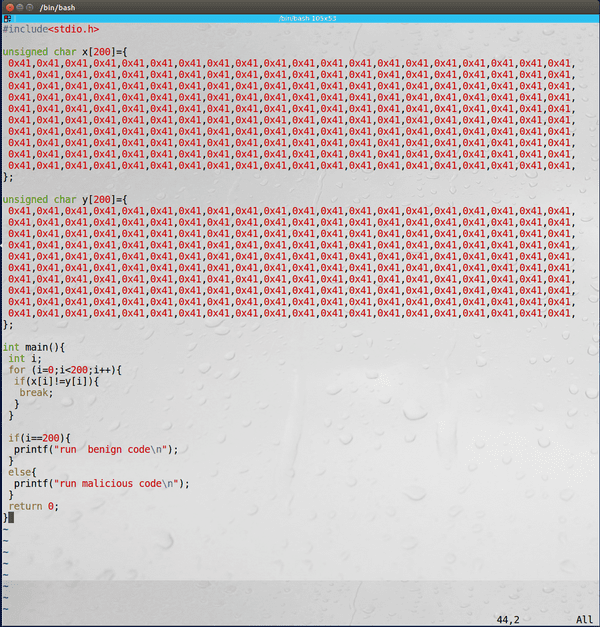 /bin/bash
/bin/bash 105x53
#include<stdio.h>
unsigned char x[200]={
0x41,0x41,0x41,0x41,0x41,0x41,0x41,0x41,0x41,0x41,0x41,0x41,0x41,0x41,0x41,0x41,0x41,0x41,0x41,0x41,
0x41,0x41,0x41,0x41,0x41,0x41,0x41,0x41,0x41,0x41,0x41,0x41,0x41,0x41,0x41,0x41,0x41,0x41,0x41,0x41,
0x41,0x41,0x41,0x41,0x41,0x41,0x41,0x41,0x41,0x41,0x41,0x41,0x41,0x41,0x41,0x41,0x41,0x41,0x41,0x41,
0x41,0x41,0x41,0x41,0x41,0x41,0x41,0x41,0x41,0x41,0x41,0x41,0x41,0x41,0x41,0x41,0x41,0x41,0x41,0x41,
0x41,0x41,0x41,0x41,0x41,0x41,0x41,0x41,0x41,0x41,0x41,0x41,0x41,0x41,0x41,0x41,0x41,0x41,0x41,0x41,
0x41,0x41,0x41,0x41,0x41,0x41,0x41,0x41,0x41,0x41,0x41,0x41,0x41,0x41,0x41,0x41,0x41,0x41,0x41,0x41,
0x41,0x41,0x41,0x41,0x41,0x41,0x41,0x41,0x41,0x41,0x41,0x41,0x41,0x41,0x41,0x41,0x41,0x41,0x41,0x41,
0x41,0x41,0x41,0x41,0x41,0x41,0x41,0x41,0x41,0x41,0x41,0x41,0x41,0x41,0x41,0x41,0x41,0x41,0x41,0x41,
0x41,0x41,0x41,0x41,0x41,0x41,0x41,0x41,0x41,0x41,0x41,0x41,0x41,0x41,0x41,0x41,0x41,0x41,0x41,0x41,
0x41,0x41,0x41,0x41,0x41,0x41,0x41,0x41,0x41,0x41,0x41,0x41,0x41,0x41,0x41,0x41,0x41,0x41,0x41,0x41,
};
unsigned char y[200]={
0x41,0x41,0x41,0x41,0x41,0x41,0x41,0x41,0x41,0x41,0x41,0x41,0x41,0x41,0x41,0x41,0x41,0x41,0x41,0x41,
0x41,0x41,0x41,0x41,0x41,0x41,0x41,0x41,0x41,0x41,0x41,0x41,0x41,0x41,0x41,0x41,0x41,0x41,0x41,0x41,
0x41,0x41,0x41,0x41,0x41,0x41,0x41,0x41,0x41,0x41,0x41,0x41,0x41,0x41,0x41,0x41,0x41,0x41,0x41,0x41,
0x41,0x41,0x41,0x41,0x41,0x41,0x41,0x41,0x41,0x41,0x41,0x41,0x41,0x41,0x41,0x41,0x41,0x41,0x41,0x41,
0x41,0x41,0x41,0x41,0x41,0x41,0x41,0x41,0x41,0x41,0x41,0x41,0x41,0x41,0x41,0x41,0x41,0x41,0x41,0x41,
0x41,0x41,0x41,0x41,0x41,0x41,0x41,0x41,0x41,0x41,0x41,0x41,0x41,0x41,0x41,0x41,0x41,0x41,0x41,0x41,
0x41,0x41,0x41,0x41,0x41,0x41,0x41,0x41,0x41,0x41,0x41,0x41,0x41,0x41,0x41,0x41,0x41,0x41,0x41,0x41,
0x41,0x41,0x41,0x41,0x41,0x41,0x41,0x41,0x41,0x41,0x41,0x41,0x41,0x41,0x41,0x41,0x41,0x41,0x41,0x41,
0x41,0x41,0x41,0x41,0x41,0x41,0x41,0x41,0x41,0x41,0x41,0x41,0x41,0x41,0x41,0x41,0x41,0x41,0x41,0x41,
0x41,0x41,0x41,0x41,0x41,0x41,0x41,0x41,0x41,0x41,0x41,0x41,0x41,0x41,0x41,0x41,0x41,0x41,0x41,0x41,
};
int main(){
int i;
for (i=0;i<200;i++){
if(x[i]!=y[i]){
break;
}
}
if(i==200){
printf("run  benign code\n");
}
else{
printf("run malicious code\n");
}
return 0;
}
~
~
~
~
~
~
~
~
44,2 All